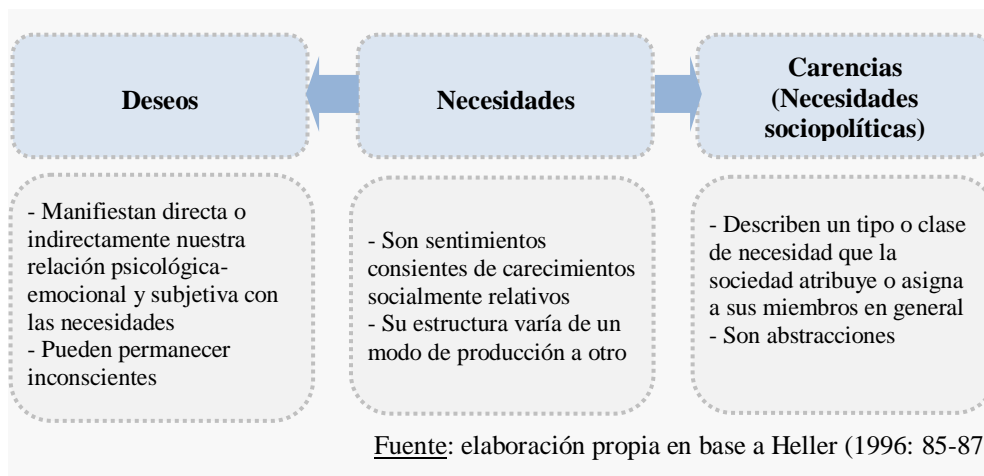 Deseos
Necesidades
Carencias
(Necesidades
sociopolíticas)
- Manifiestan directa o
indirectamente nuestra
relación psicológica-
emocional y subjetiva con
las necesidades
- Pueden permanecer
inconscientes
- Son sentimientos
consientes de carecimientos
socialmente relativos
- Su estructura varía de un
modo de producción a otro
- Describen un tipo o clase
de necesidad que la
sociedad atribuye o asigna
a sus miembros en general
- Son abstracciones
Fuente: elaboración propia en base a Heller (1996: 85-87